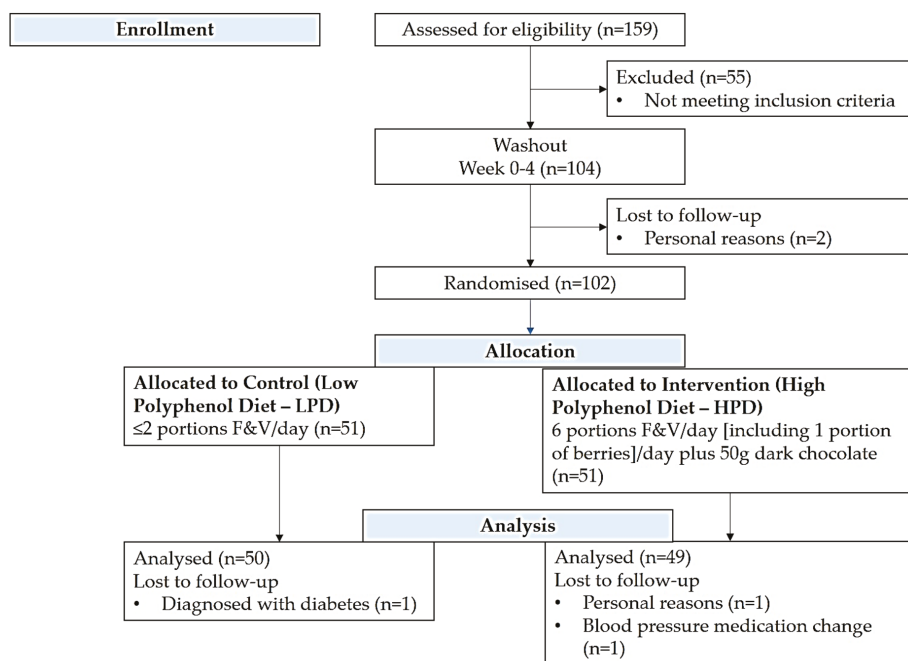 Enrollment
Assessed for eligibility (n=159)
Excluded (n=55)
• Not meeting inclusion criteria
Washout
Week 0-4 (n=104)
Lost to follow-up
• Personal reasons (n=2)
Randomised (n=102)
Allocation
Allocated to Control (Low
Polyphenol Diet – LPD)
≤2 portions F&V/day (n=51)
Allocated to Intervention (High
Polyphenol Diet – HPD)
6 portions F&V/day [including 1 portion
of berries]/day plus 50g dark chocolate
(n=51)
Analysis
Analysed (n=50)
Lost to follow-up
• Diagnosed with diabetes (n=1)
Analysed (n=49)
Lost to follow-up
• Personal reasons (n=1)
• Blood pressure medication change
(n=1)